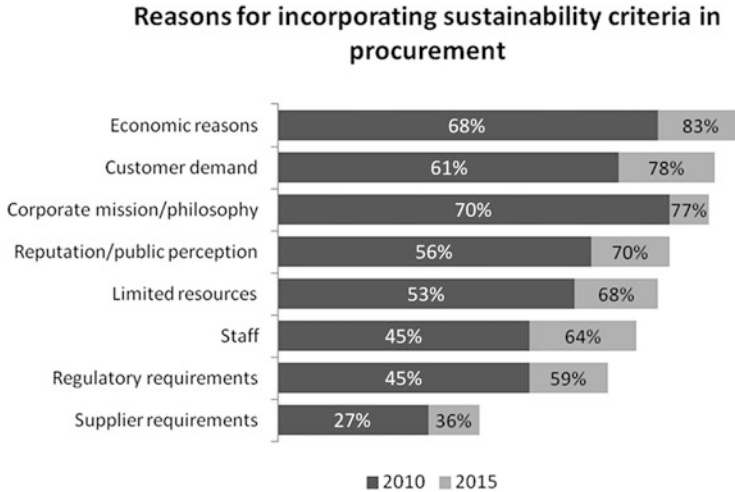 Reasons for incorporating sustainability criteria in
procurement
Economic reasons 68% 83%
Customer demand 61% 78%
Corporate mission/philosophy 70% 77%
Reputation/public perception 56% 70%
Limited resources 53% 68%
Staff 45% 64%
Regulatory requirements 45% 59%
Supplier requirements 27% 36%
2010 2015